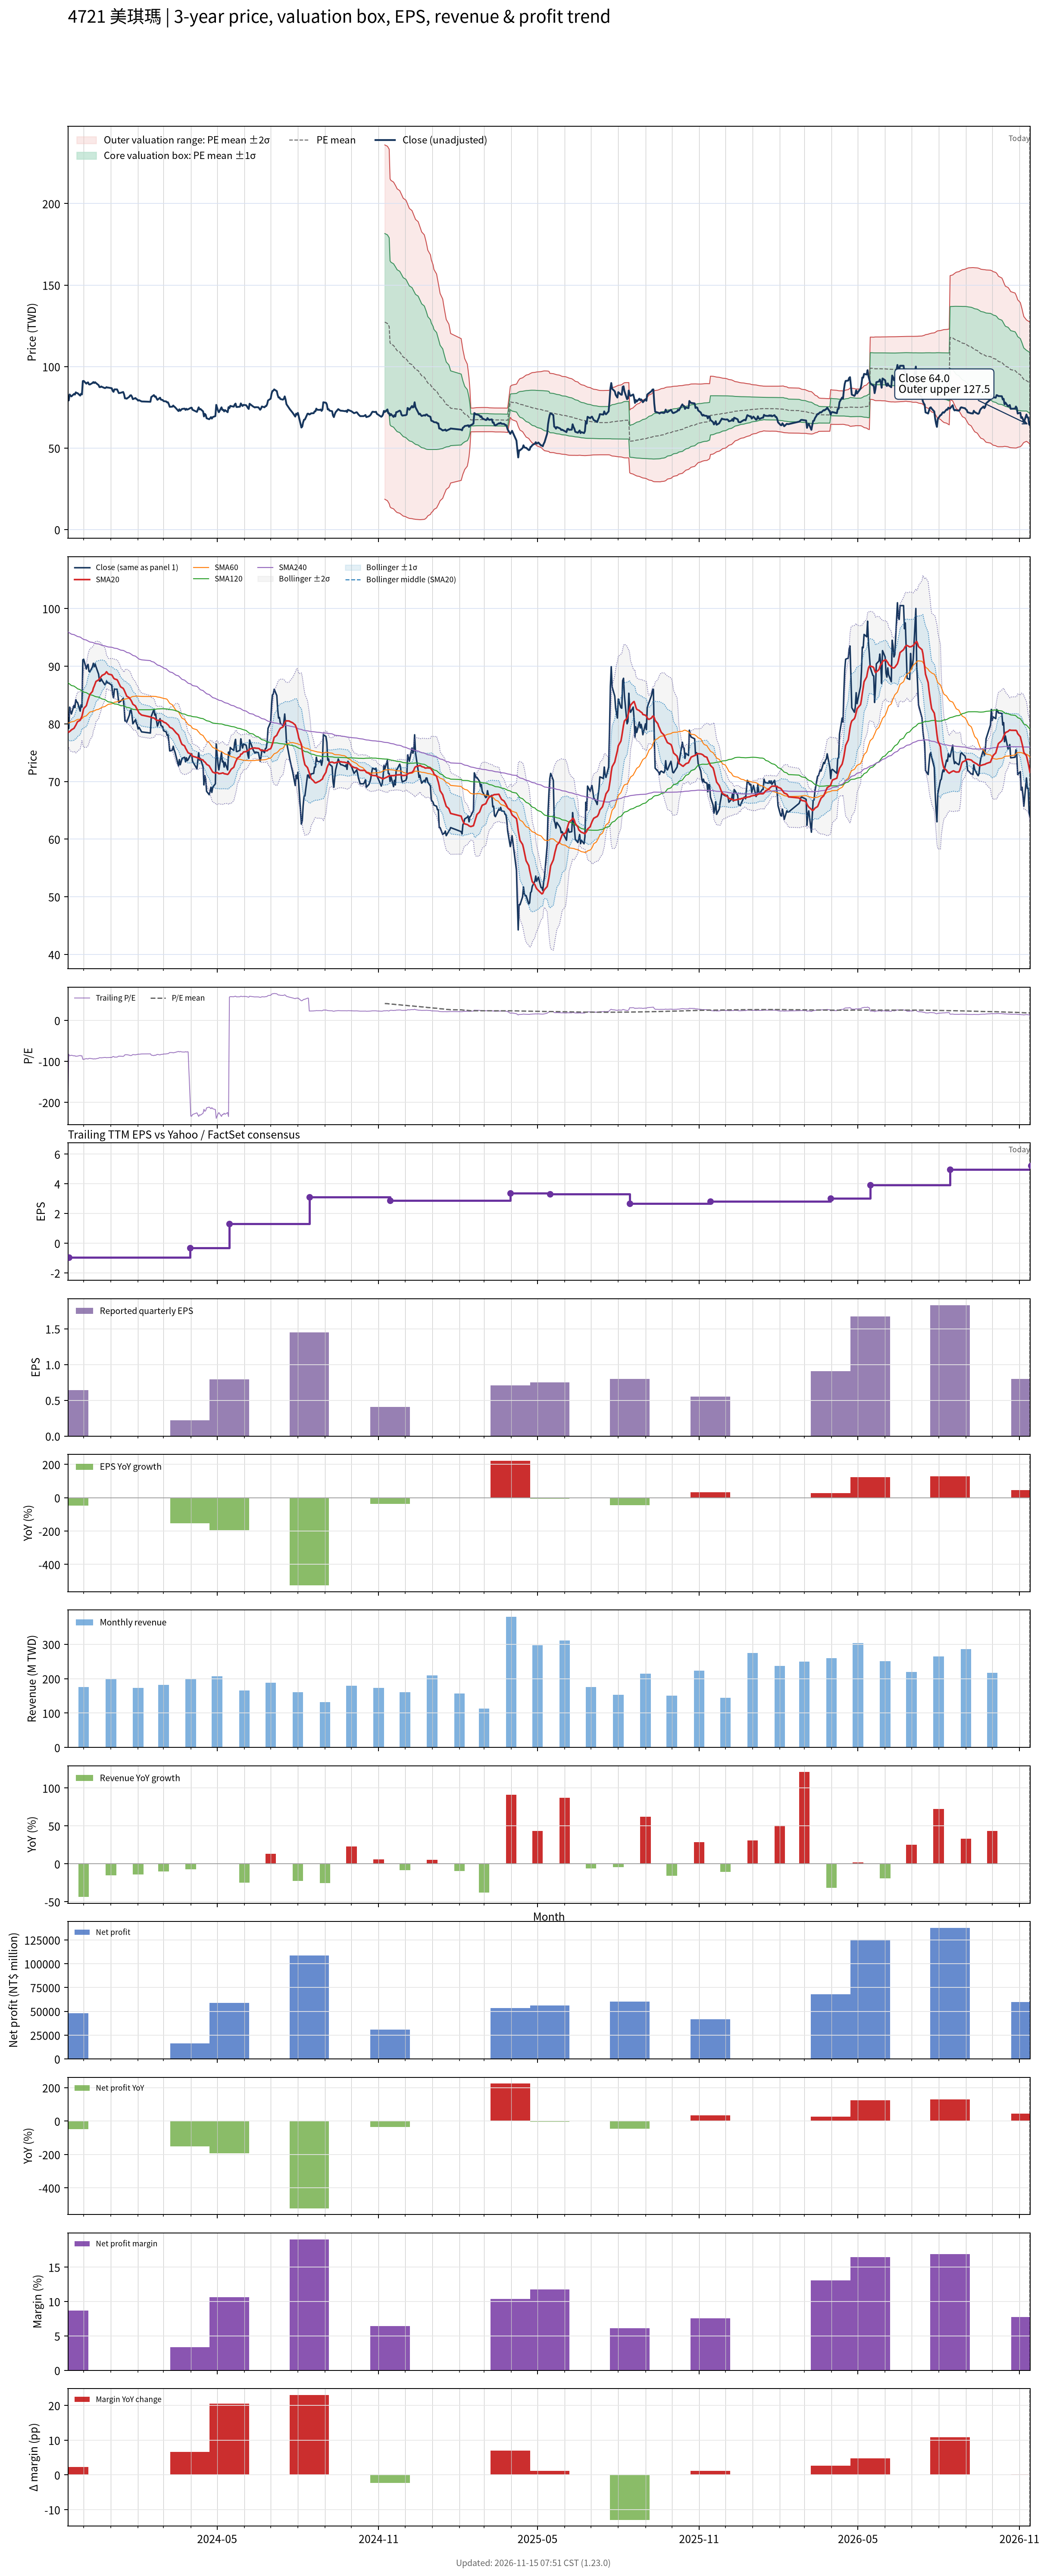 4721 美琪瑪 | 3-year price, valuation box, EPS, revenue & profit trend
Outer valuation range: PE mean ±2σ
Core valuation box: PE mean ±1σ
PE mean
Close (unadjusted)
Today
Close 64.0
Outer upper 127.5
Price (TWD)
200
150
100
50
0
Close (same as panel 1)
SMA20
SMA60
SMA120
SMA240
Bollinger ±2σ
Bollinger ±1σ
Bollinger middle (SMA20)
Price
100
90
80
70
60
50
40
Trailing P/E
P/E mean
P/E
0
-100
-200
Trailing TTM EPS vs Yahoo / FactSet consensus
Today
EPS
6
4
2
0
-2
Reported quarterly EPS
EPS
1.5
1.0
0.5
0.0
EPS YoY growth
YoY (%)
200
0
-200
-400
Monthly revenue
Revenue (M TWD)
300
200
100
0
Revenue YoY growth
YoY (%)
100
50
0
-50
Month
Net profit
Net profit (NT$ million)
125000
100000
75000
50000
25000
0
Net profit YoY
YoY (%)
200
0
-200
-400
Net profit margin
Margin (%)
15
10
5
0
Margin YoY change
Δ margin (pp)
20
10
0
-10
2024-05
2024-11
2025-05
2025-11
2026-05
2026-11
Updated: 2026-11-15 07:51 CST (1.23.0)